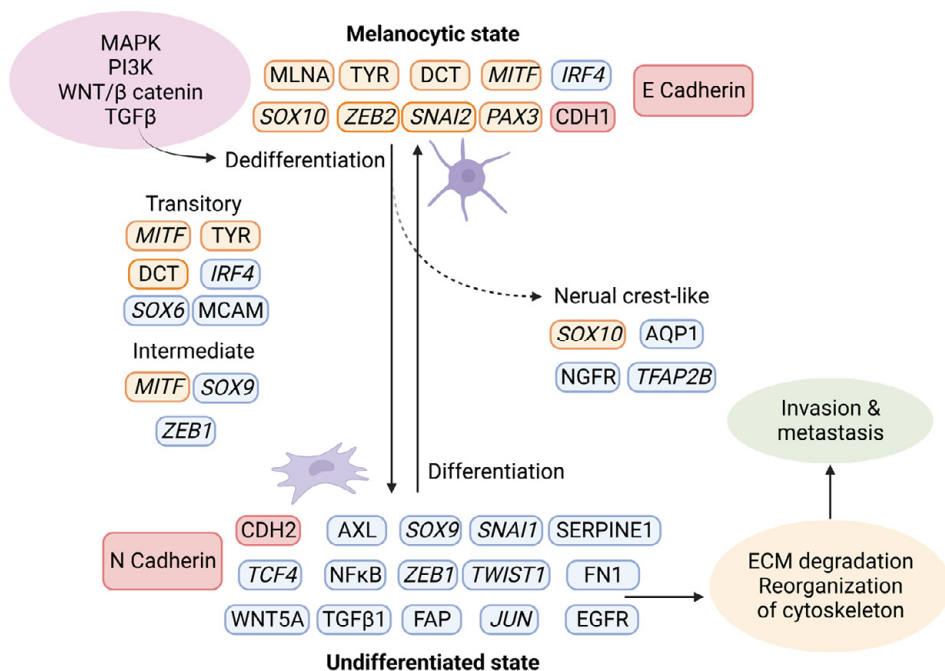 MAPK
PI3K
WNT/β catenin
TGFβ
Melanocytic state
MLNA TYR DCT MITF IRF4
SOX10 ZEB2 SNAI2 PAX3 CDH1
E Cadherin
Dedifferentiation
Transitory
MITF TYR
DCT IRF4
SOX6 MCAM
Intermediate
MITF SOX9
ZEB1
Nerual crest-like
SOX10 AQP1
NGFR TFAP2B
Differentiation
N Cadherin
CDH2 AXL SOX9 SNAI1 SERPINE1
TCF4 NFκB ZEB1 TWIST1 FN1
WNT5A TGFβ1 FAP JUN EGFR
Undifferentiated state
Invasion &
metastasis
ECM degradation
Reorganization
of cytoskeleton